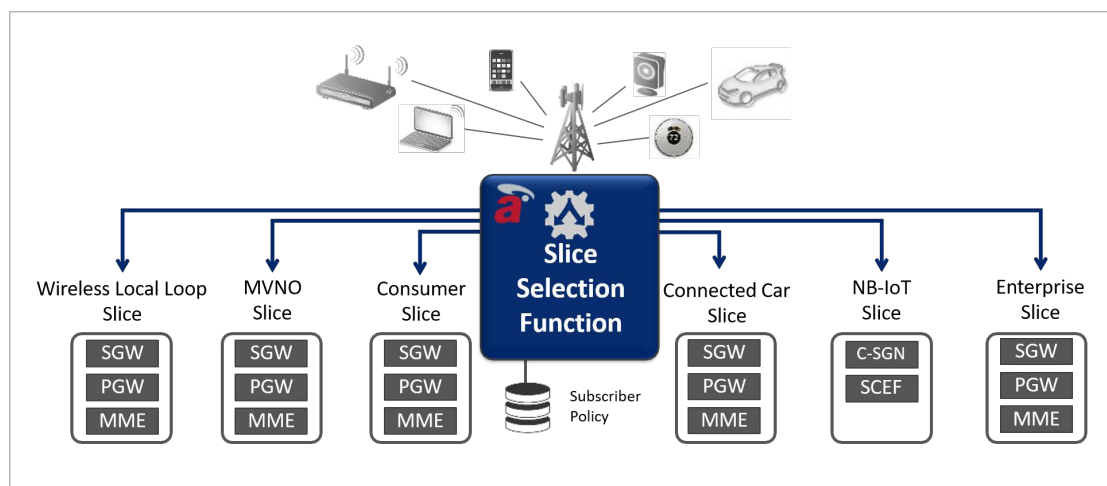 72
a
Slice
Selection
Function
Wireless Local Loop
Slice
MVNO
Slice
Consumer
Slice
Connected Car
Slice
NB-IoT
Slice
Enterprise
Slice
SGW
PGW
MME
SGW
PGW
MME
SGW
PGW
MME
SGW
PGW
MME
C-SGN
SCEF
SGW
PGW
MME
Subscriber
Policy